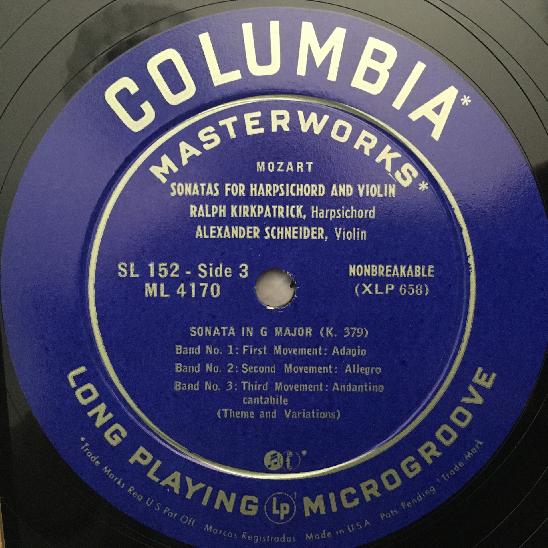 COLUMBIA*
MASTERWORKS*
MOZART
SONATAS FOR HARPSICHORD AND VIOLIN
RALPH KIRKPATRICK, Harpsichord
ALEXANDER SCHNEIDER, Violin
SL 152 - Side 3
ML 4170
NONBREAKABLE
(XLP 658)
SONATA IN G MAJOR (K. 379)
Band No. 1: First Movement: Adagio
Band No. 2: Second Movement: Allegro
Band No. 3: Third Movement: Andantino
cantabile
(Theme and Variations)
LONG PLAYING Lp MICROGROOVE
*Trade Marks Reg U S Pat Off. Marcas Registradas Made in U S A Pats. Pending *Trade Mark